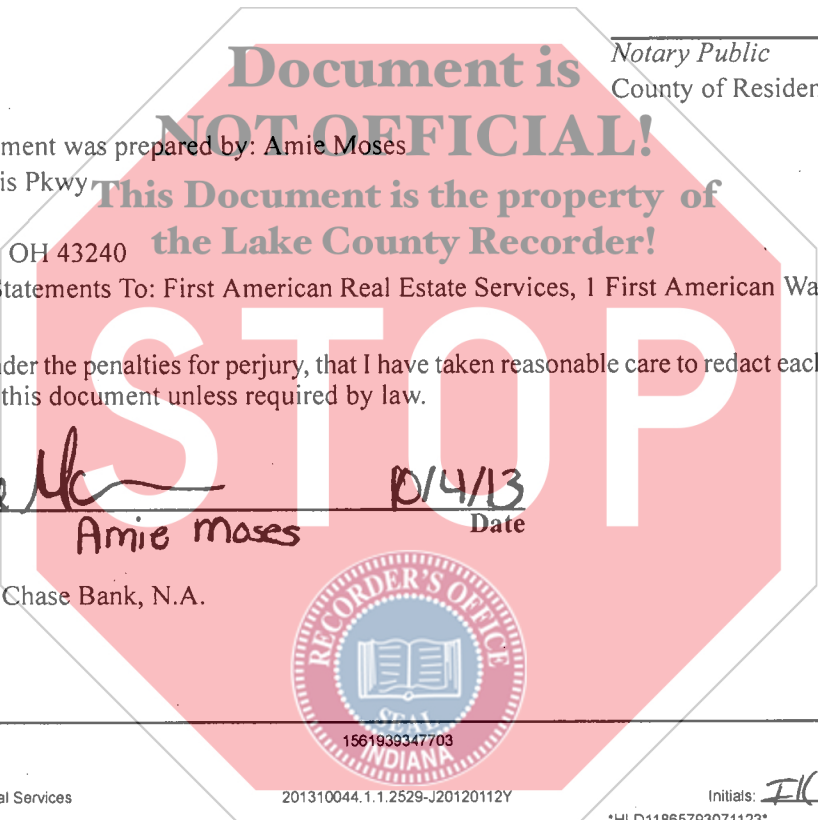 Document is
Notary Public
County of Residen
NOT OFFICIAL!
ment was prepared by: Amie Moses
is Pkwy
This Document is the property of
the Lake County Recorder!
OH 43240
Statements To: First American Real Estate Services, 1 First American Wa
STOP
nder the penalties for perjury, that I have taken reasonable care to redact each
this document unless required by law.
10/4/13
Amie Moses
Date
Chase Bank, N.A.
RECORDER'S OFFICE
SEAL
1561939347703
INDIANA
al Services
201310044.1.1.2529-J20120112Y
Initials:
*HLD11865793071123*